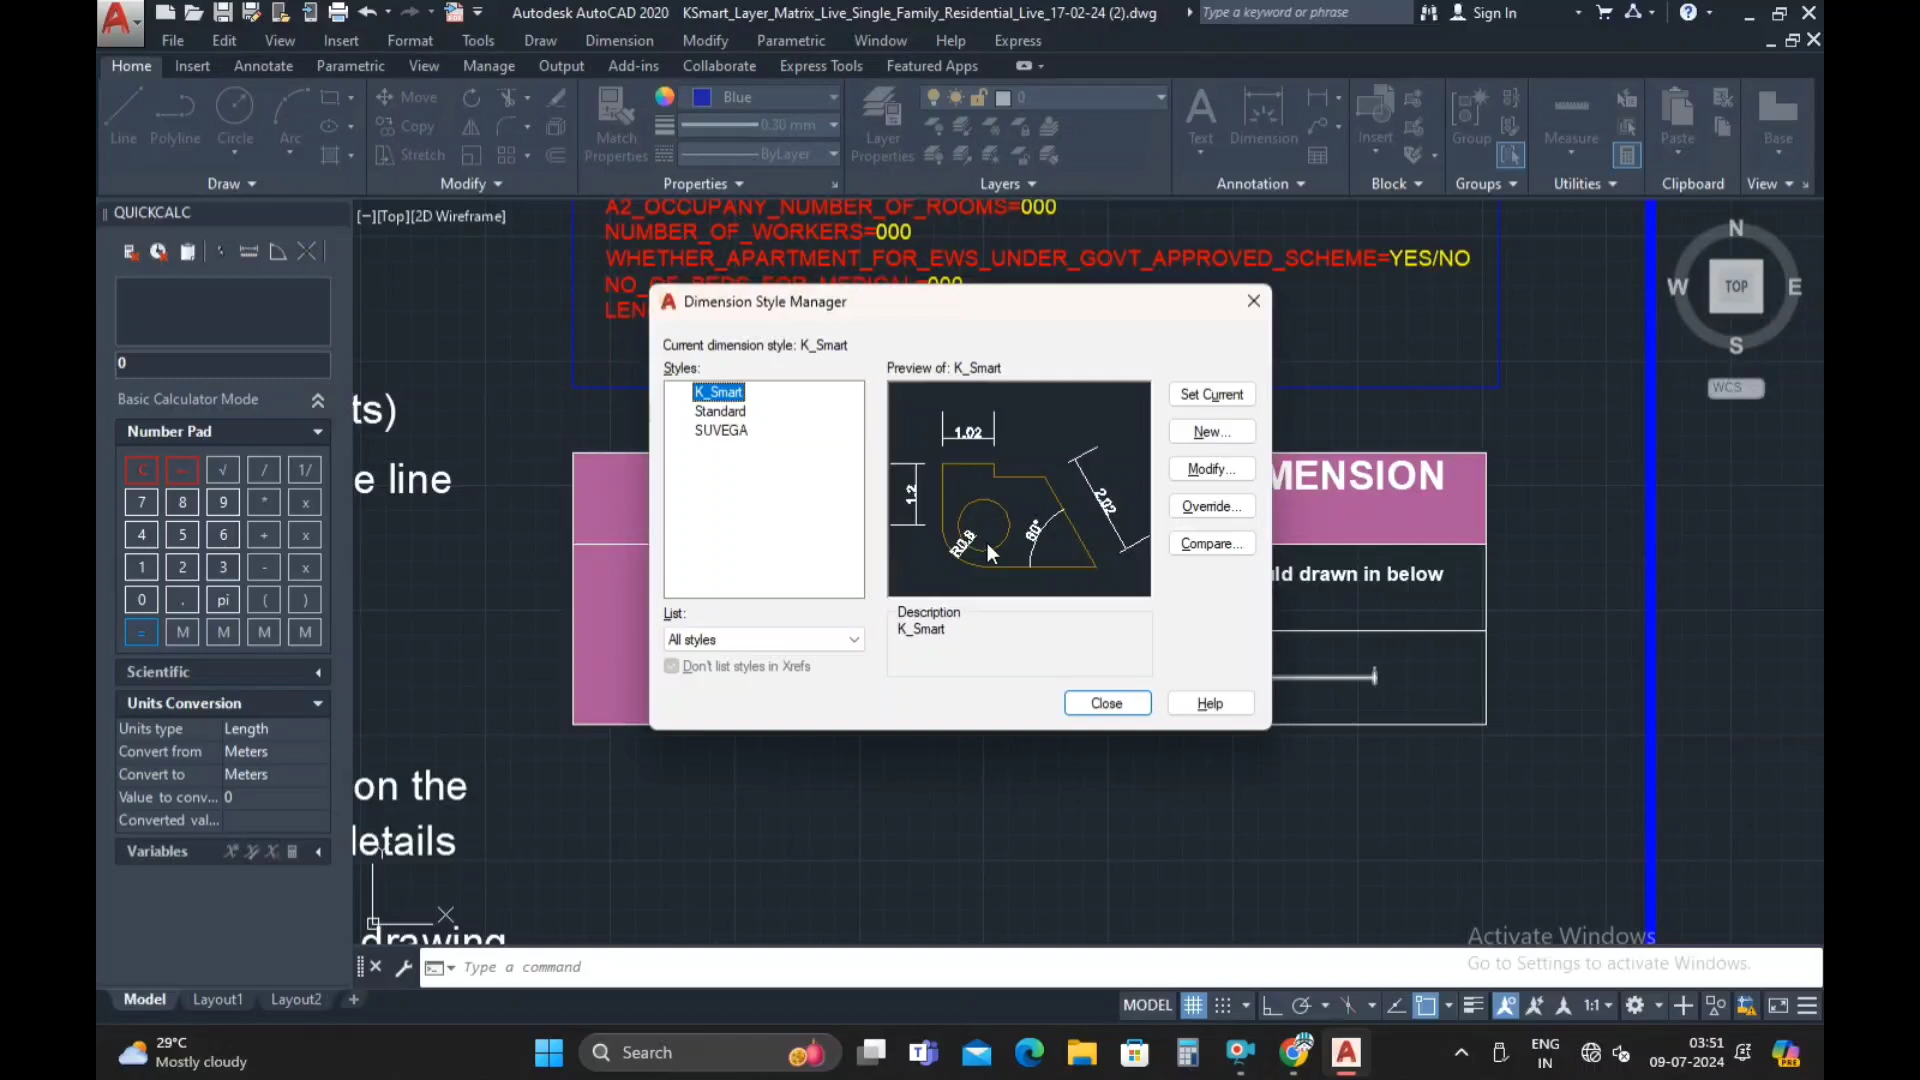 Autodesk AutoCAD 2020 KSmart_Layer_Matrix_Live_Single_Family_Residential_Live_17-02-24 (2).dwg Type a keyword or phrase Sign In
File Edit View Insert Format Tools Draw Dimension Modify Parametric Window Help Express
Home Insert Annotate Parametric View Manage Output Add-ins Collaborate Express Tools Featured Apps
Line Polyline Circle Arc
Move
Copy
Stretch
Match Properties
Blue
0.30 mm
ByLayer
Layer Properties
0
Text Dimension
Insert
Group
Measure
Paste
Base
Draw Modify Properties Layers Annotation Block Groups Utilities Clipboard View
QUICKCALC
[−][Top][2D Wireframe]
0
Basic Calculator Mode
Number Pad
C √ / 1/
7 8 9 * x
4 5 6 + x
1 2 3 - x
0 . pi ( )
= M M M M
Scientific
Units Conversion
Units type Length
Convert from Meters
Convert to Meters
Value to conv... 0
Converted val...
Variables
A2_OCCUPANY_NUMBER_OF_ROOMS=000
NUMBER_OF_WORKERS=000
WHETHER_APARTMENT_FOR_EWS_UNDER_GOVT_APPROVED_SCHEME=YES/NO
NO_OF_BEDS_FOR_MEDICAL=000
LEN
N
W TOP E
S
WCS
ts)
e line
on the
details
drawing
MENSION
uld drawn in below
Dimension Style Manager
Current dimension style: K_Smart
Styles:
K_Smart
Standard
SUVEGA
Preview of: K_Smart
1.02
1.2
2.02
R0.8
60°
Set Current
New...
Modify...
Override...
Compare...
List:
All styles
Don't list styles in Xrefs
Description
K_Smart
Close Help
X
Y
Type a command
Activate Windows
Go to Settings to activate Windows.
Model Layout1 Layout2 +
MODEL 1:1
29°C
Mostly cloudy
Search
ENG
IN
03:51
09-07-2024
PRE